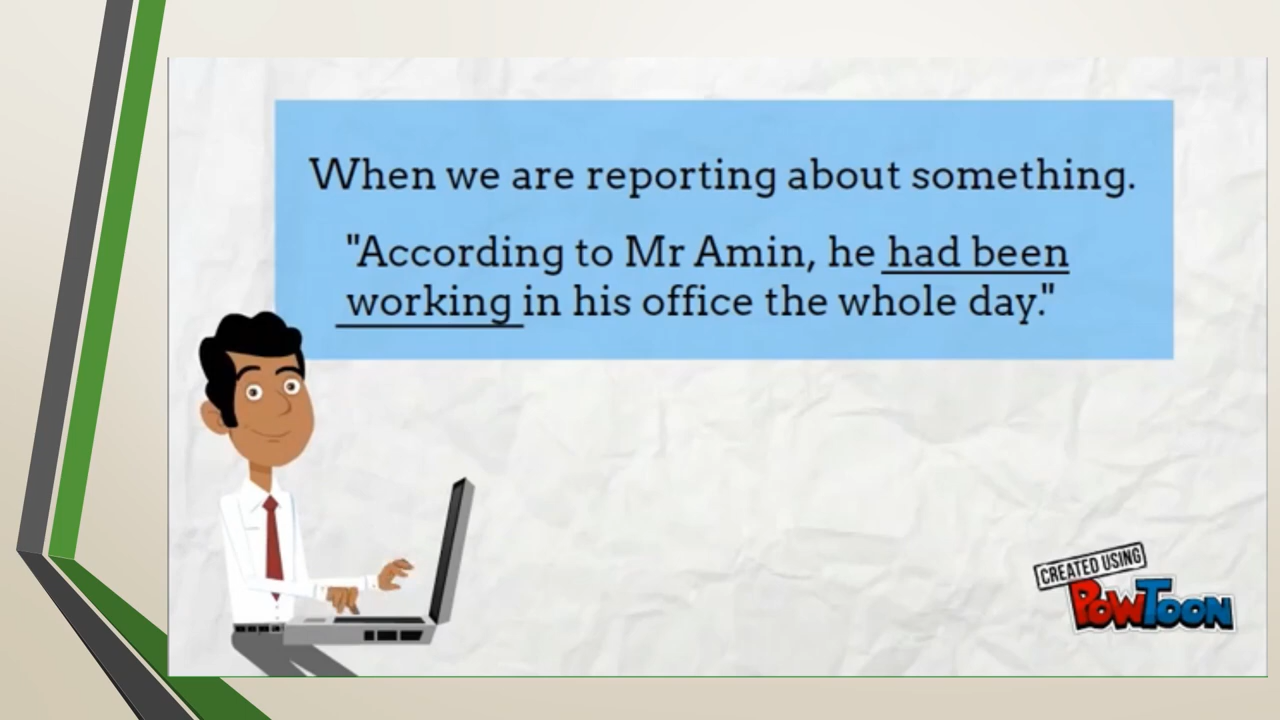 When we are reporting about something.
"According to Mr Amin, he had been
working in his office the whole day."
CREATED USING
POWTOON